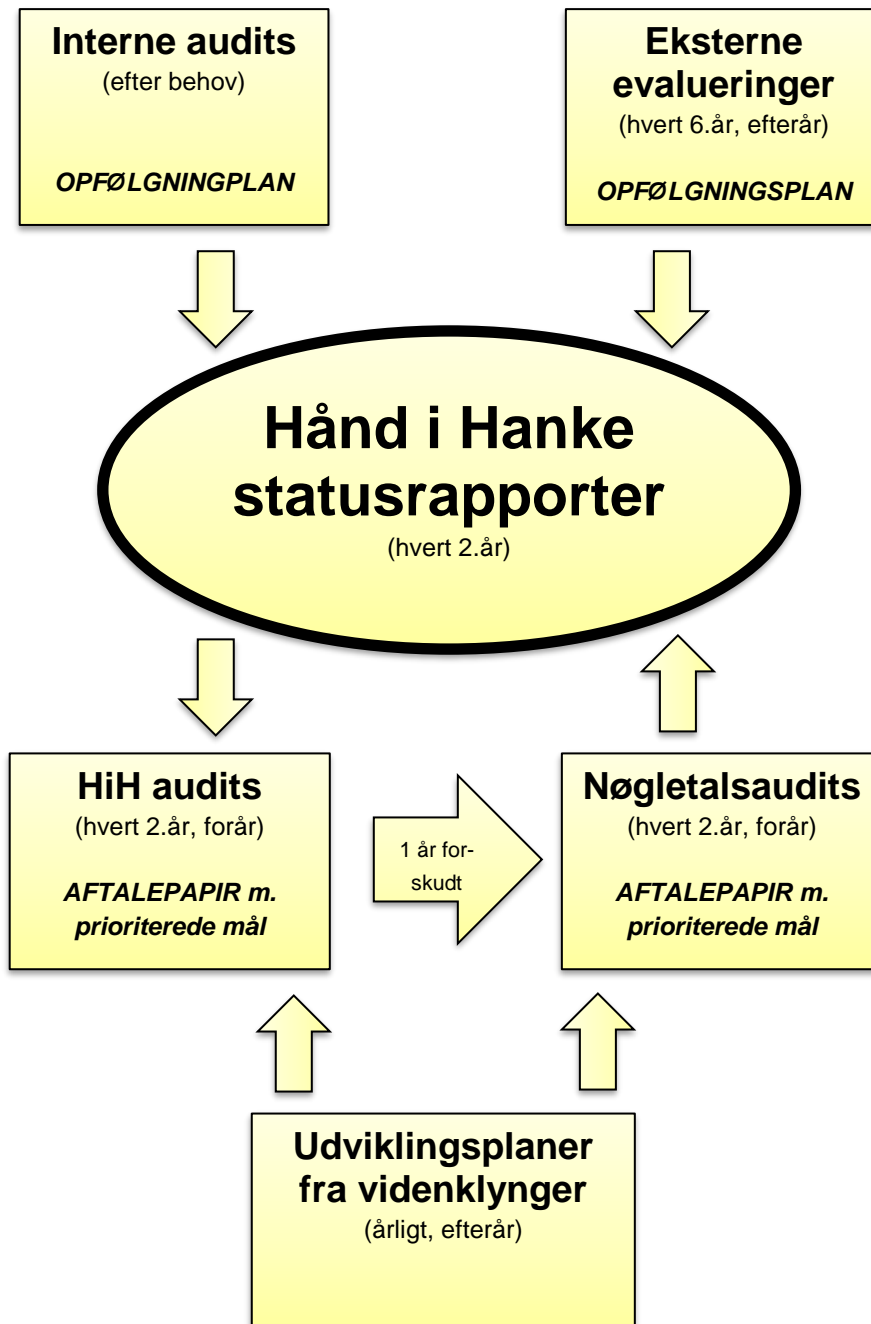 Interne audits
(efter behov)
OPFØLGNINGPLAN
Eksterne
evalueringer
(hvert 6.år, efterår)
OPFØLGNINGSPLAN
Hånd i Hanke
statusrapporter
(hvert 2.år)
HiH audits
(hvert 2.år, forår)
AFTALEPAPIR m.
prioriterede mål
1 år for-
skudt
Nøgletalsaudits
(hvert 2.år, forår)
AFTALEPAPIR m.
prioriterede mål
Udviklingsplaner
fra videnklynger
(årligt, efterår)